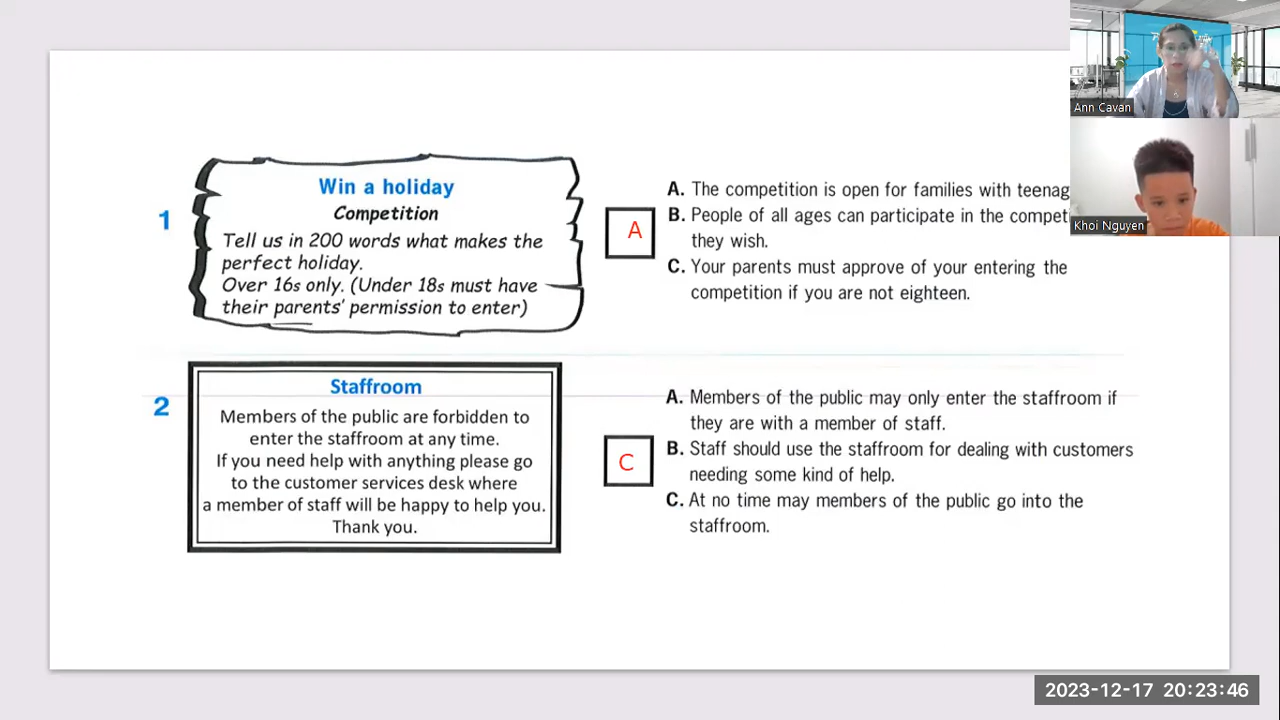 Ann Cavan
Khoi Nguyen
1
Win a holiday
Competition
Tell us in 200 words what makes the
perfect holiday.
Over 16s only. (Under 18s must have
their parents' permission to enter)
A
A. The competition is open for families with teenag
B. People of all ages can participate in the compet
they wish.
C. Your parents must approve of your entering the
competition if you are not eighteen.
2
Staffroom
Members of the public are forbidden to
enter the staffroom at any time.
If you need help with anything please go
to the customer services desk where
a member of staff will be happy to help you.
Thank you.
C
A. Members of the public may only enter the staffroom if
they are with a member of staff.
B. Staff should use the staffroom for dealing with customers
needing some kind of help.
C. At no time may members of the public go into the
staffroom.
2023-12-17 20:23:46